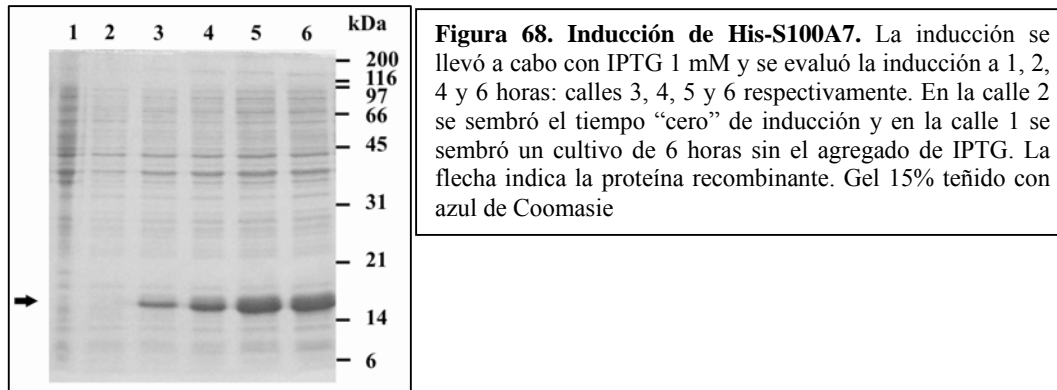 1 2 3 4 5 6 kDa
200
116
97
66
45
31
21
14
6
Figura 68. Inducción de His-S100A7. La inducción se
llevó a cabo con IPTG 1 mM y se evaluó la inducción a 1, 2,
4 y 6 horas: calles 3, 4, 5 y 6 respectivamente. En la calle 2
se sembró el tiempo “cero” de inducción y en la calle 1 se
sembró un cultivo de 6 horas sin el agregado de IPTG. La
flecha indica la proteína recombinante. Gel 15% teñido con
azul de Coomasie